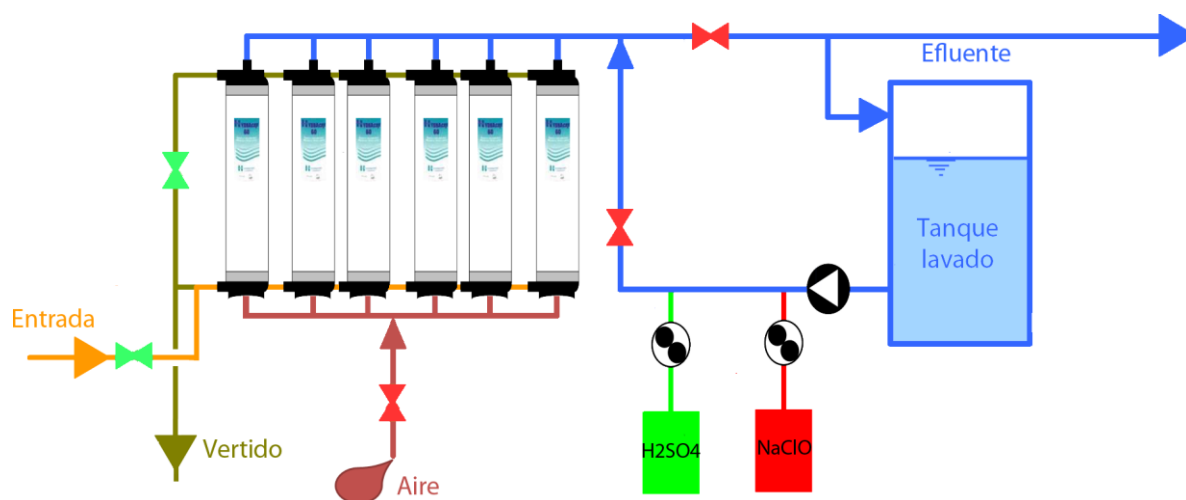 Efluente
Tanque
lavado
Entrada
Vertido
Aire
H2SO4
NaClO